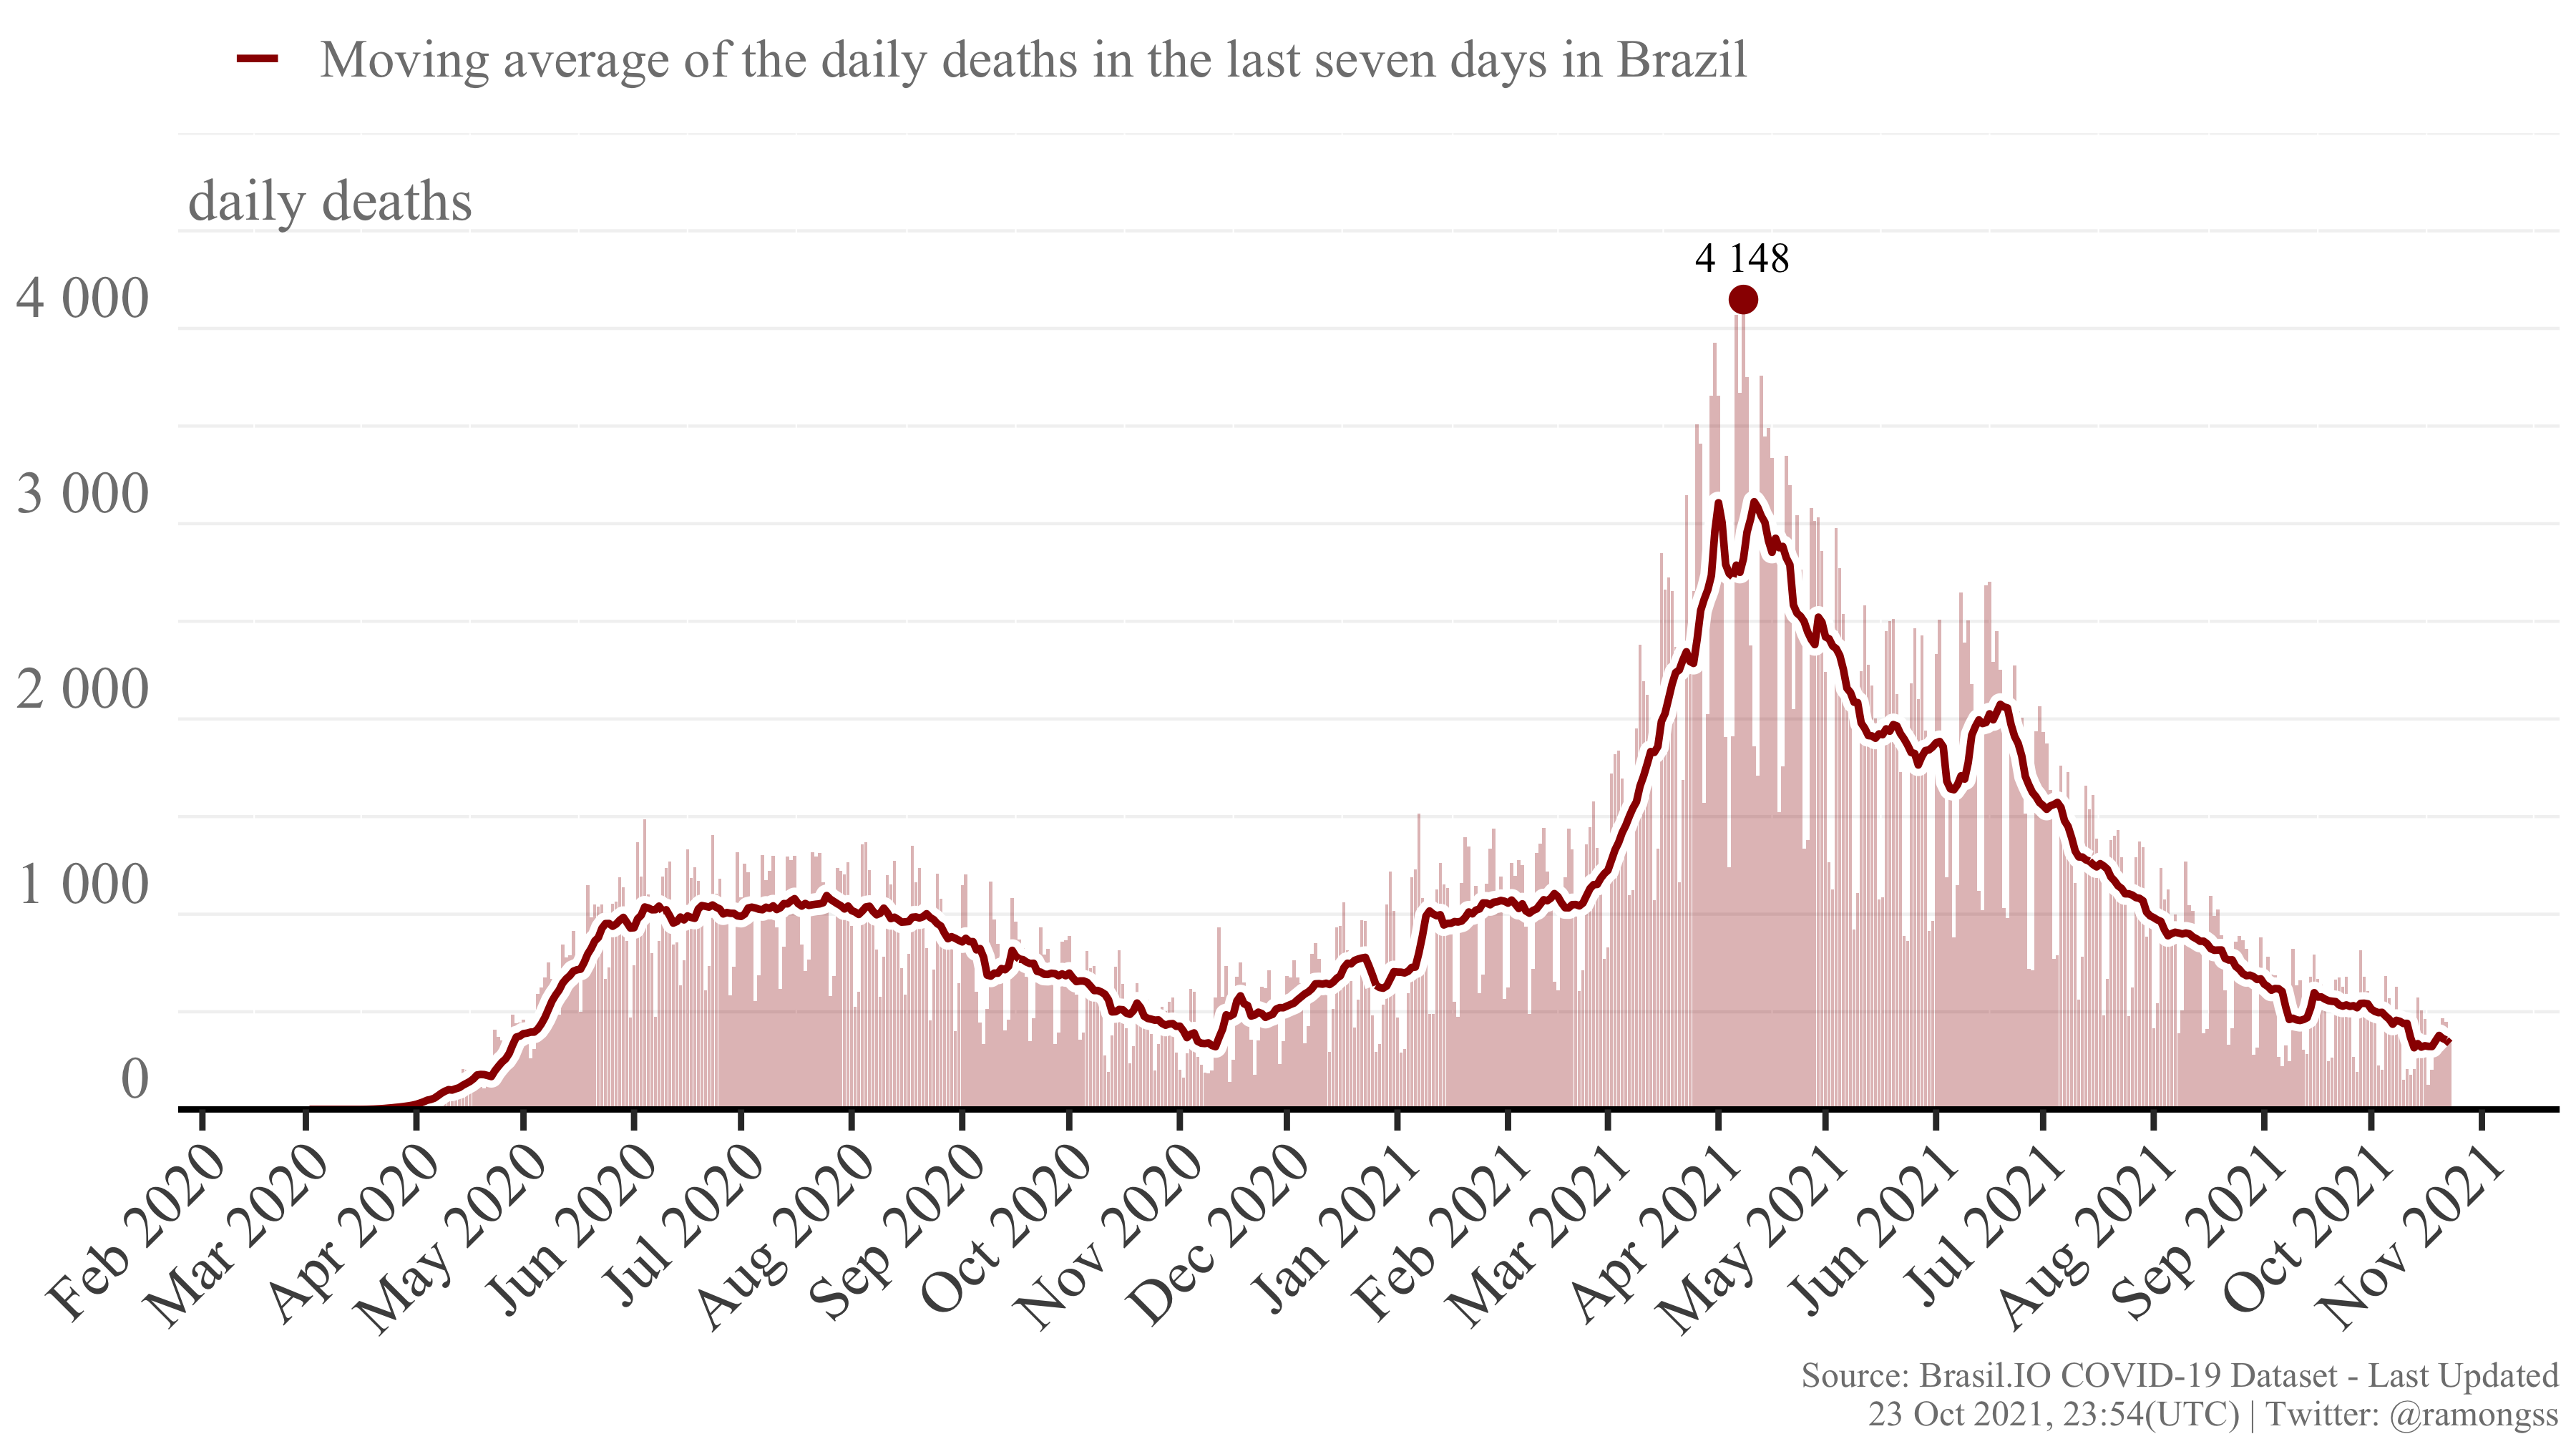 Moving average of the daily deaths in the last seven days in Brazil
daily deaths
4 148
4 000
3 000
2 000
1 000
0
Feb 2020
Mar 2020
Apr 2020
May 2020
Jun 2020
Jul 2020
Aug 2020
Sep 2020
Oct 2020
Nov 2020
Dec 2020
Jan 2021
Feb 2021
Mar 2021
Apr 2021
May 2021
Jun 2021
Jul 2021
Aug 2021
Sep 2021
Oct 2021
Nov 2021
Source: Brasil.IO COVID-19 Dataset - Last Updated
23 Oct 2021, 23:54(UTC) | Twitter: @ramongss